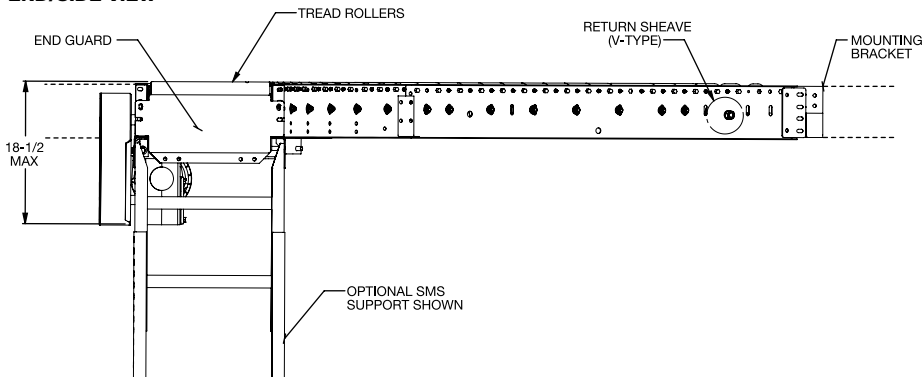 END/SIDE VIEW
TREAD ROLLERS
END GUARD
RETURN SHEAVE
(V-TYPE)
MOUNTING
BRACKET
18-1/2
MAX
OPTIONAL SMS
SUPPORT SHOWN